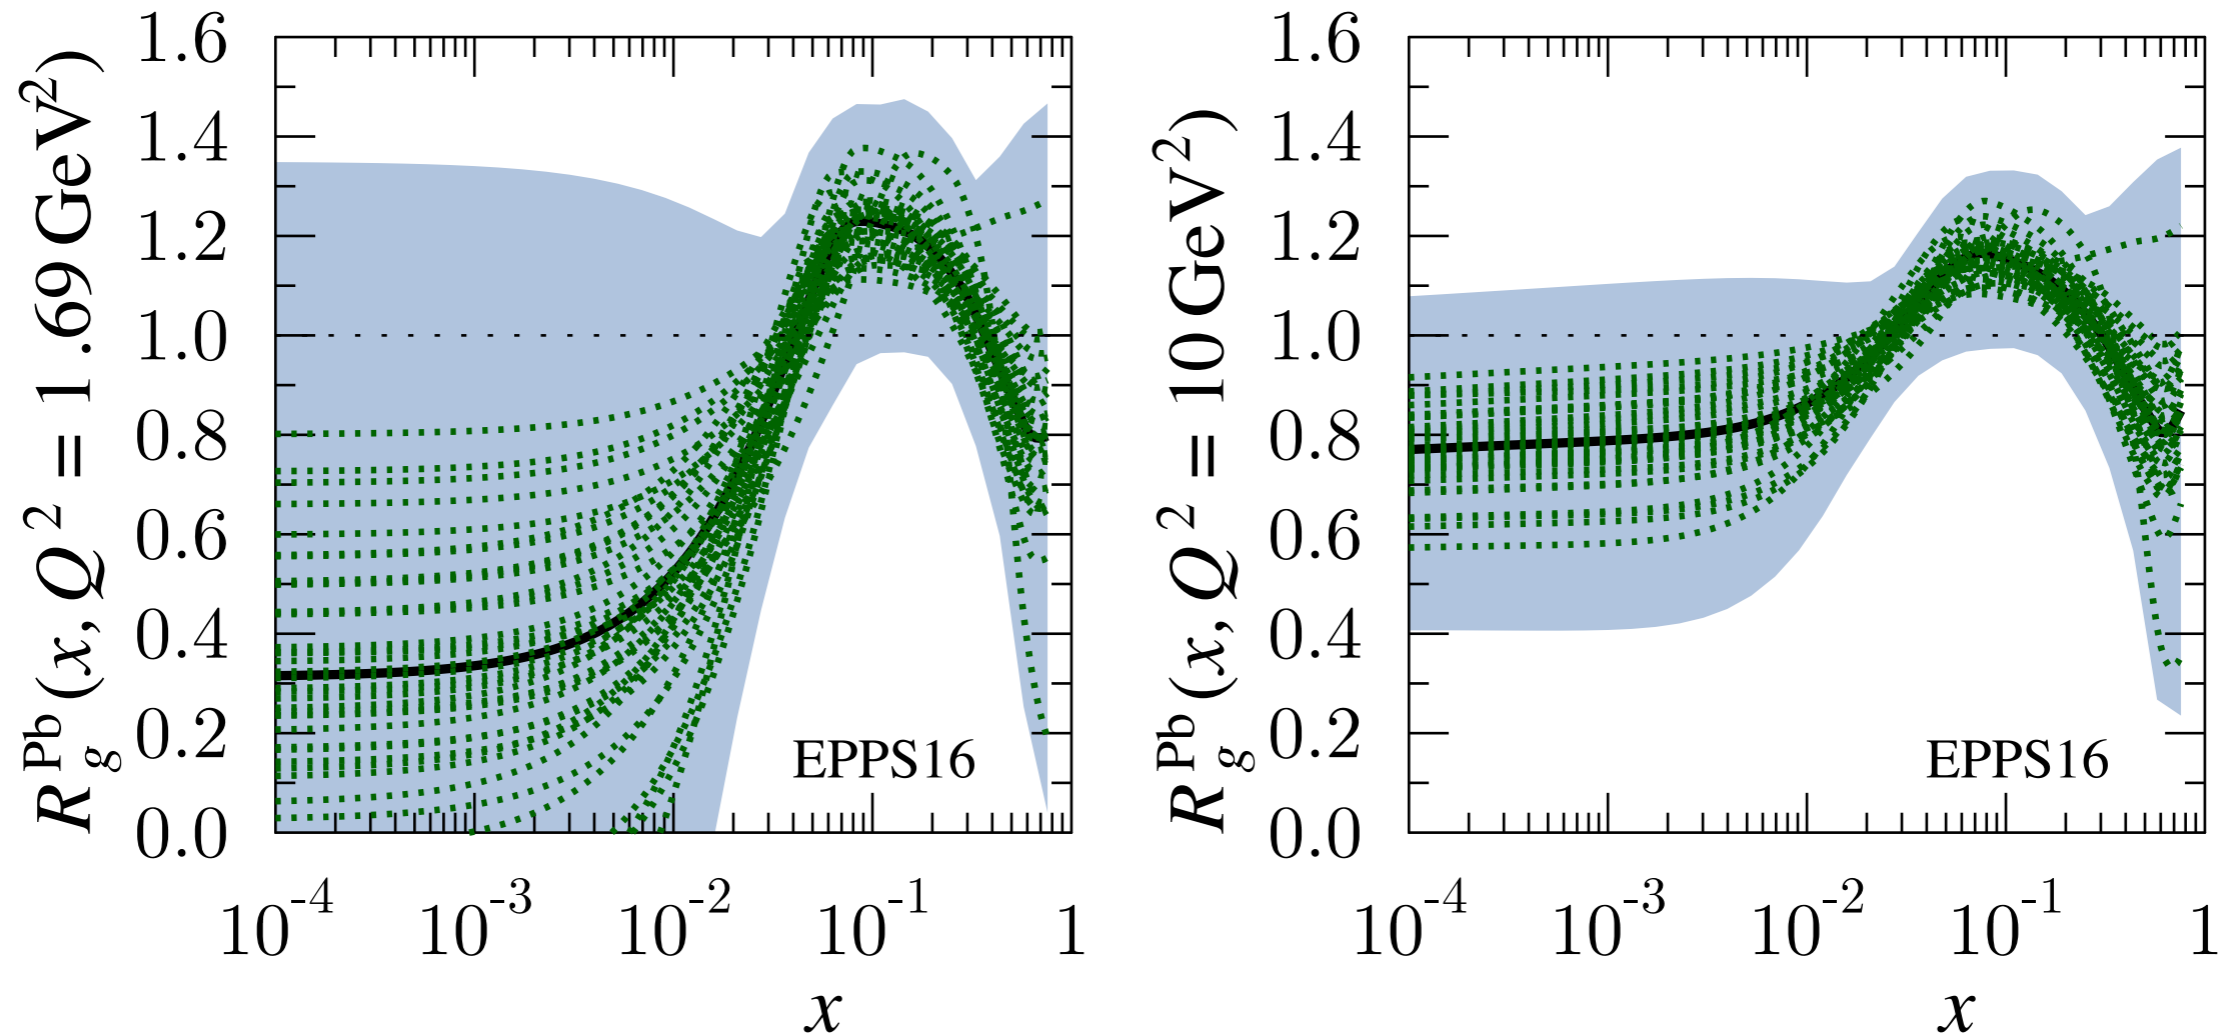 R_g^Pb(x, Q^2 = 1.69 GeV^2)
1.6
1.4
1.2
1.0
0.8
0.6
0.4
0.2
0.0
EPPS16
10^-4 10^-3 10^-2 10^-1 1
x
R_g^Pb(x, Q^2 = 10 GeV^2)
1.6
1.4
1.2
1.0
0.8
0.6
0.4
0.2
0.0
EPPS16
10^-4 10^-3 10^-2 10^-1 1
x